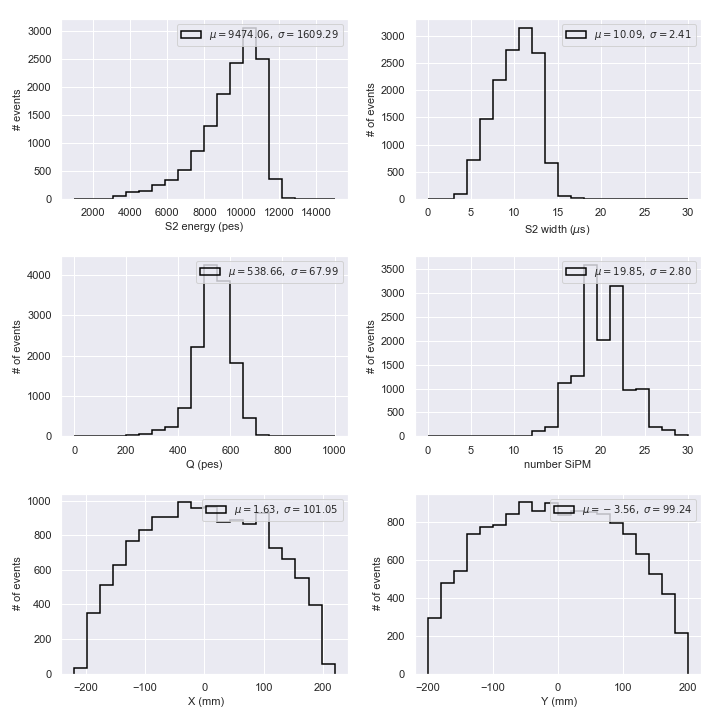 μ = 9474.06, σ = 1609.29
# events
3000
2500
2000
1500
1000
500
0
2000 4000 6000 8000 10000 12000 14000
S2 energy (pes)
μ = 10.09, σ = 2.41
# of events
3000
2500
2000
1500
1000
500
0
0 5 10 15 20 25 30
S2 width (μs)
μ = 538.66, σ = 67.99
# of events
4000
3000
2000
1000
0
0 200 400 600 800 1000
Q (pes)
μ = 19.85, σ = 2.80
# of events
3500
3000
2500
2000
1500
1000
500
0
0 5 10 15 20 25 30
number SiPM
μ = 1.63, σ = 101.05
# of events
1000
800
600
400
200
0
−200 −100 0 100 200
X (mm)
μ = −3.56, σ = 99.24
# of events
800
600
400
200
0
−200 −100 0 100 200
Y (mm)